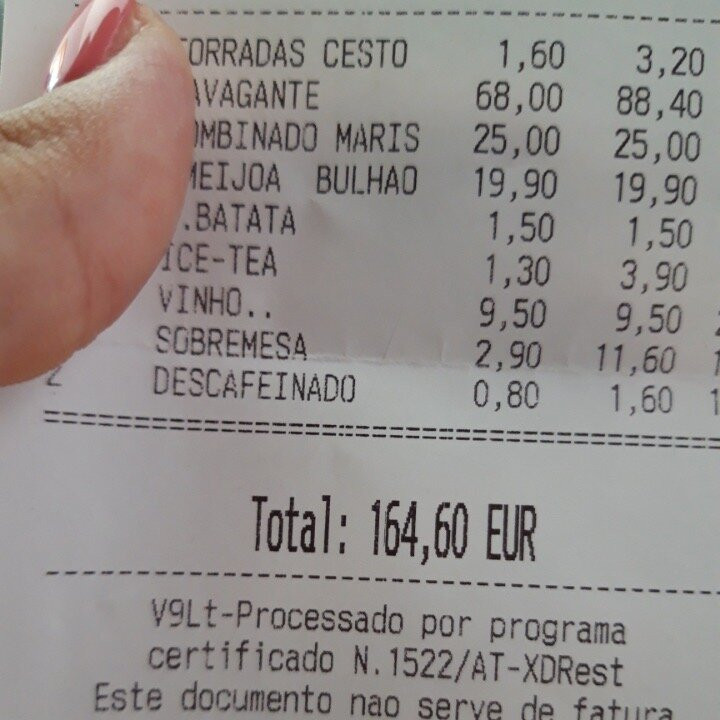 TORRADAS CESTO 1,60 3,20
AVAGANTE 68,00 88,40
OMBINADO MARIS 25,00 25,00
MEIJOA BULHAO 19,90 19,90
.BATATA 1,50 1,50
ICE-TEA 1,30 3,90
VINHO.. 9,50 9,50
SOBREMESA 2,90 11,60 1
2 DESCAFEINADO 0,80 1,60 1
Total: 164,60 EUR
V9Lt-Processado por programa
certificado N.1522/AT-XDRest
Este documento nao serve de fatura